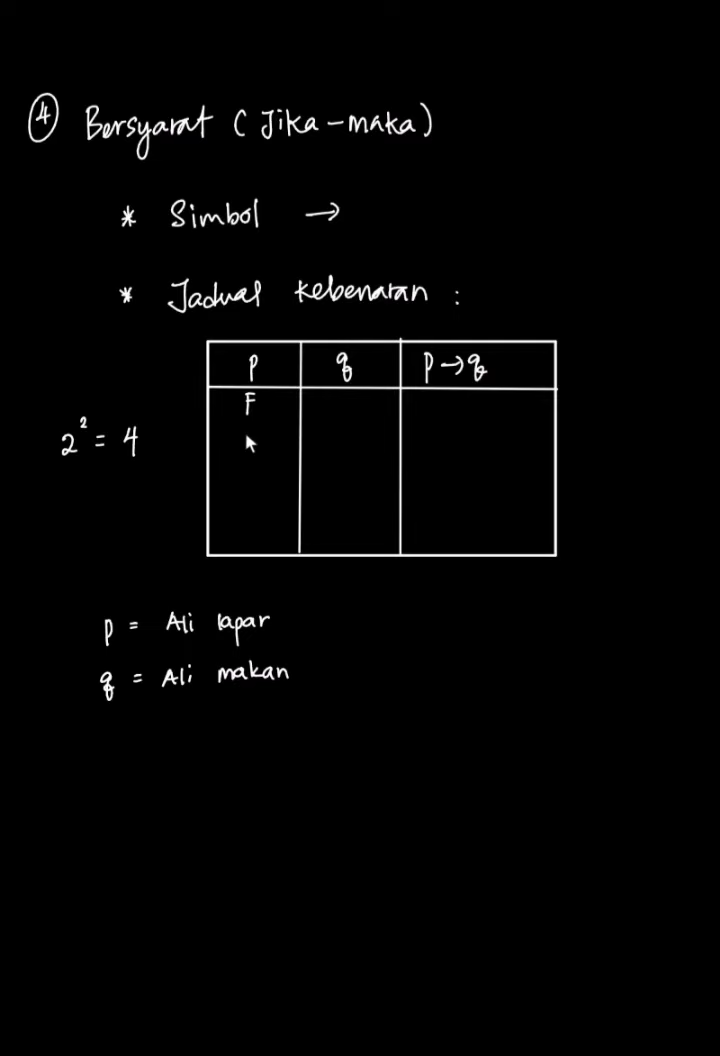 ④ Bersyarat (Jika-maka)
* Simbol →
* Jadual kebenaran :
p q p→q
F
2² = 4
p = Ali lapar
q = Ali makan